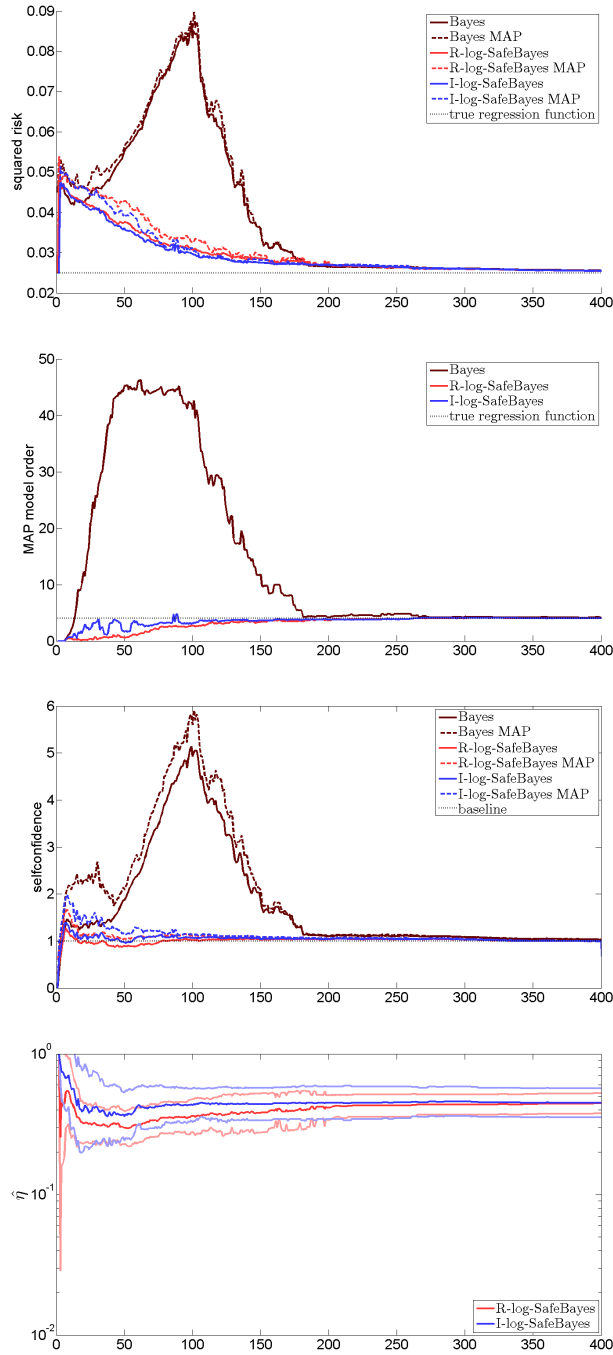 0.09
0.08
0.07
0.06
0.05
0.04
0.03
0.02
squared risk
Bayes
Bayes MAP
R-log-SafeBayes
R-log-SafeBayes MAP
I-log-SafeBayes
I-log-SafeBayes MAP
true regression function
0 50 100 150 200 250 300 350 400
50
40
30
20
10
0
MAP model order
Bayes
R-log-SafeBayes
I-log-SafeBayes
true regression function
0 50 100 150 200 250 300 350 400
6
5
4
3
2
1
0
selfconfidence
Bayes
Bayes MAP
R-log-SafeBayes
R-log-SafeBayes MAP
I-log-SafeBayes
I-log-SafeBayes MAP
baseline
0 50 100 150 200 250 300 350 400
10^0
10^-1
10^-2
η̂
R-log-SafeBayes
I-log-SafeBayes
0 50 100 150 200 250 300 350 400